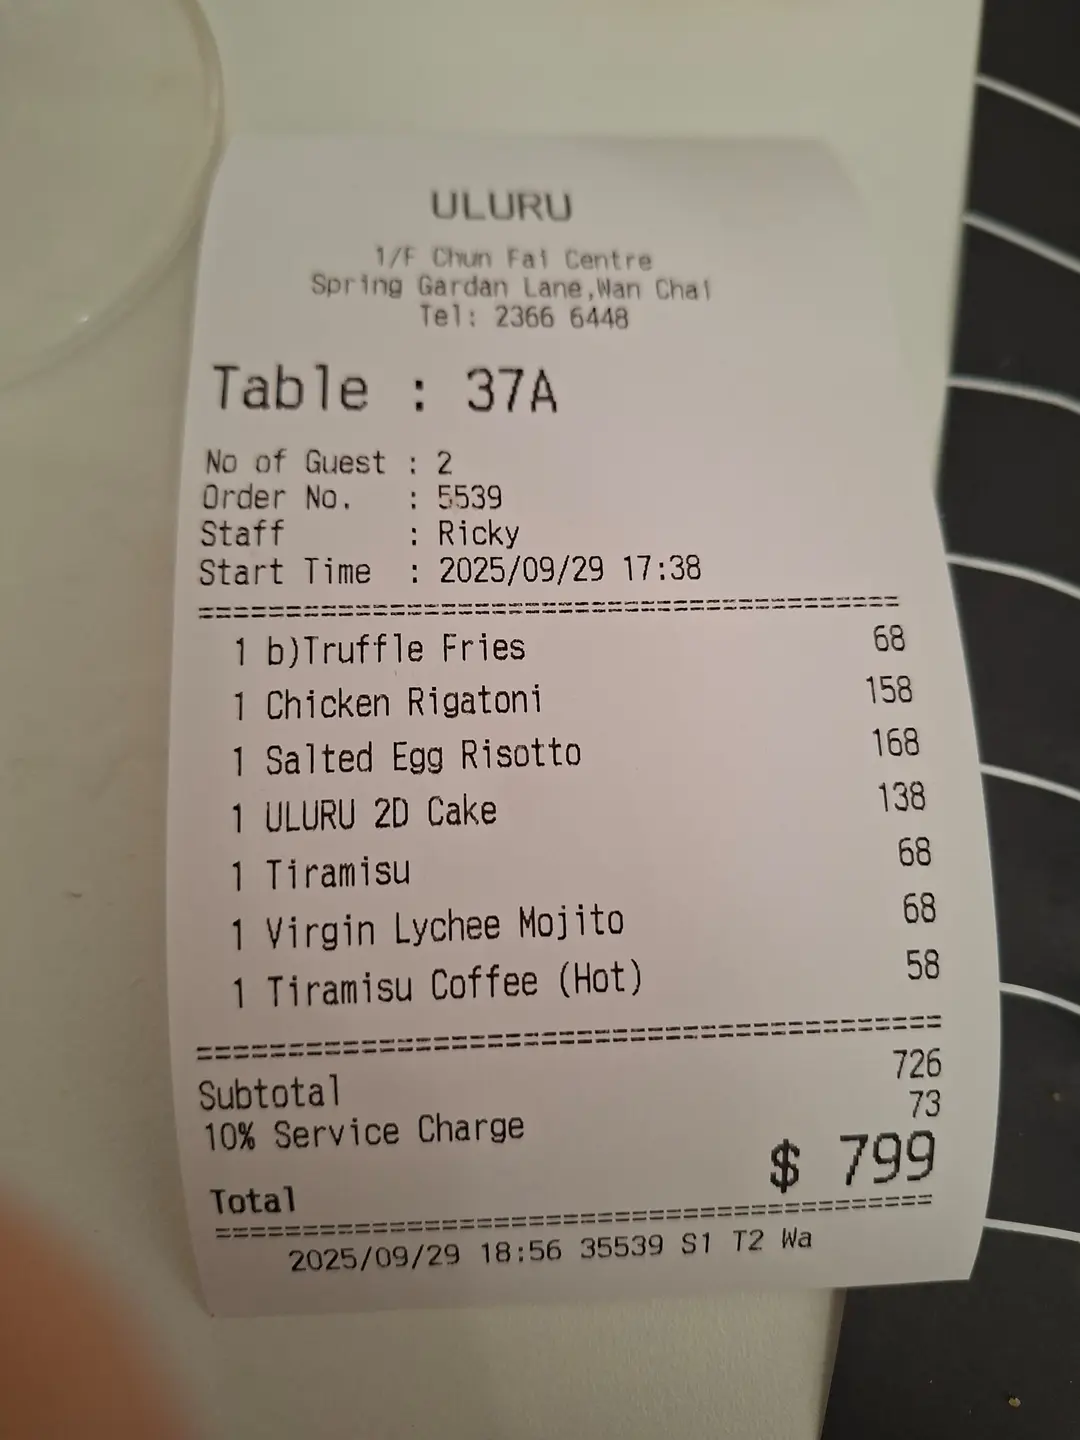 ULURU
1/F Chun Fai Centre
Spring Gardan Lane,Wan Chai
Tel: 2366 6448
Table : 37A
No of Guest : 2
Order No. : 5539
Staff : Ricky
Start Time : 2025/09/29 17:38
========================================
1 b)Truffle Fries 68
1 Chicken Rigatoni 158
1 Salted Egg Risotto 168
1 ULURU 2D Cake 138
1 Tiramisu 68
1 Virgin Lychee Mojito 68
1 Tiramisu Coffee (Hot) 58
========================================
Subtotal 726
10% Service Charge 73
Total $ 799
========================================
2025/09/29 18:56 35539 S1 T2 Wa